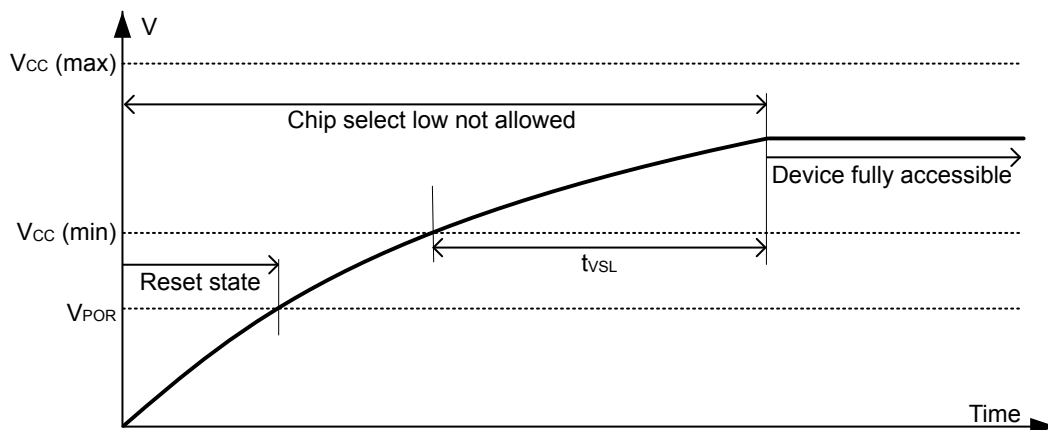 V
VCC (max)
Chip select low not allowed
Device fully accessible
VCC (min)
tVSL
Reset state
VPOR
Time